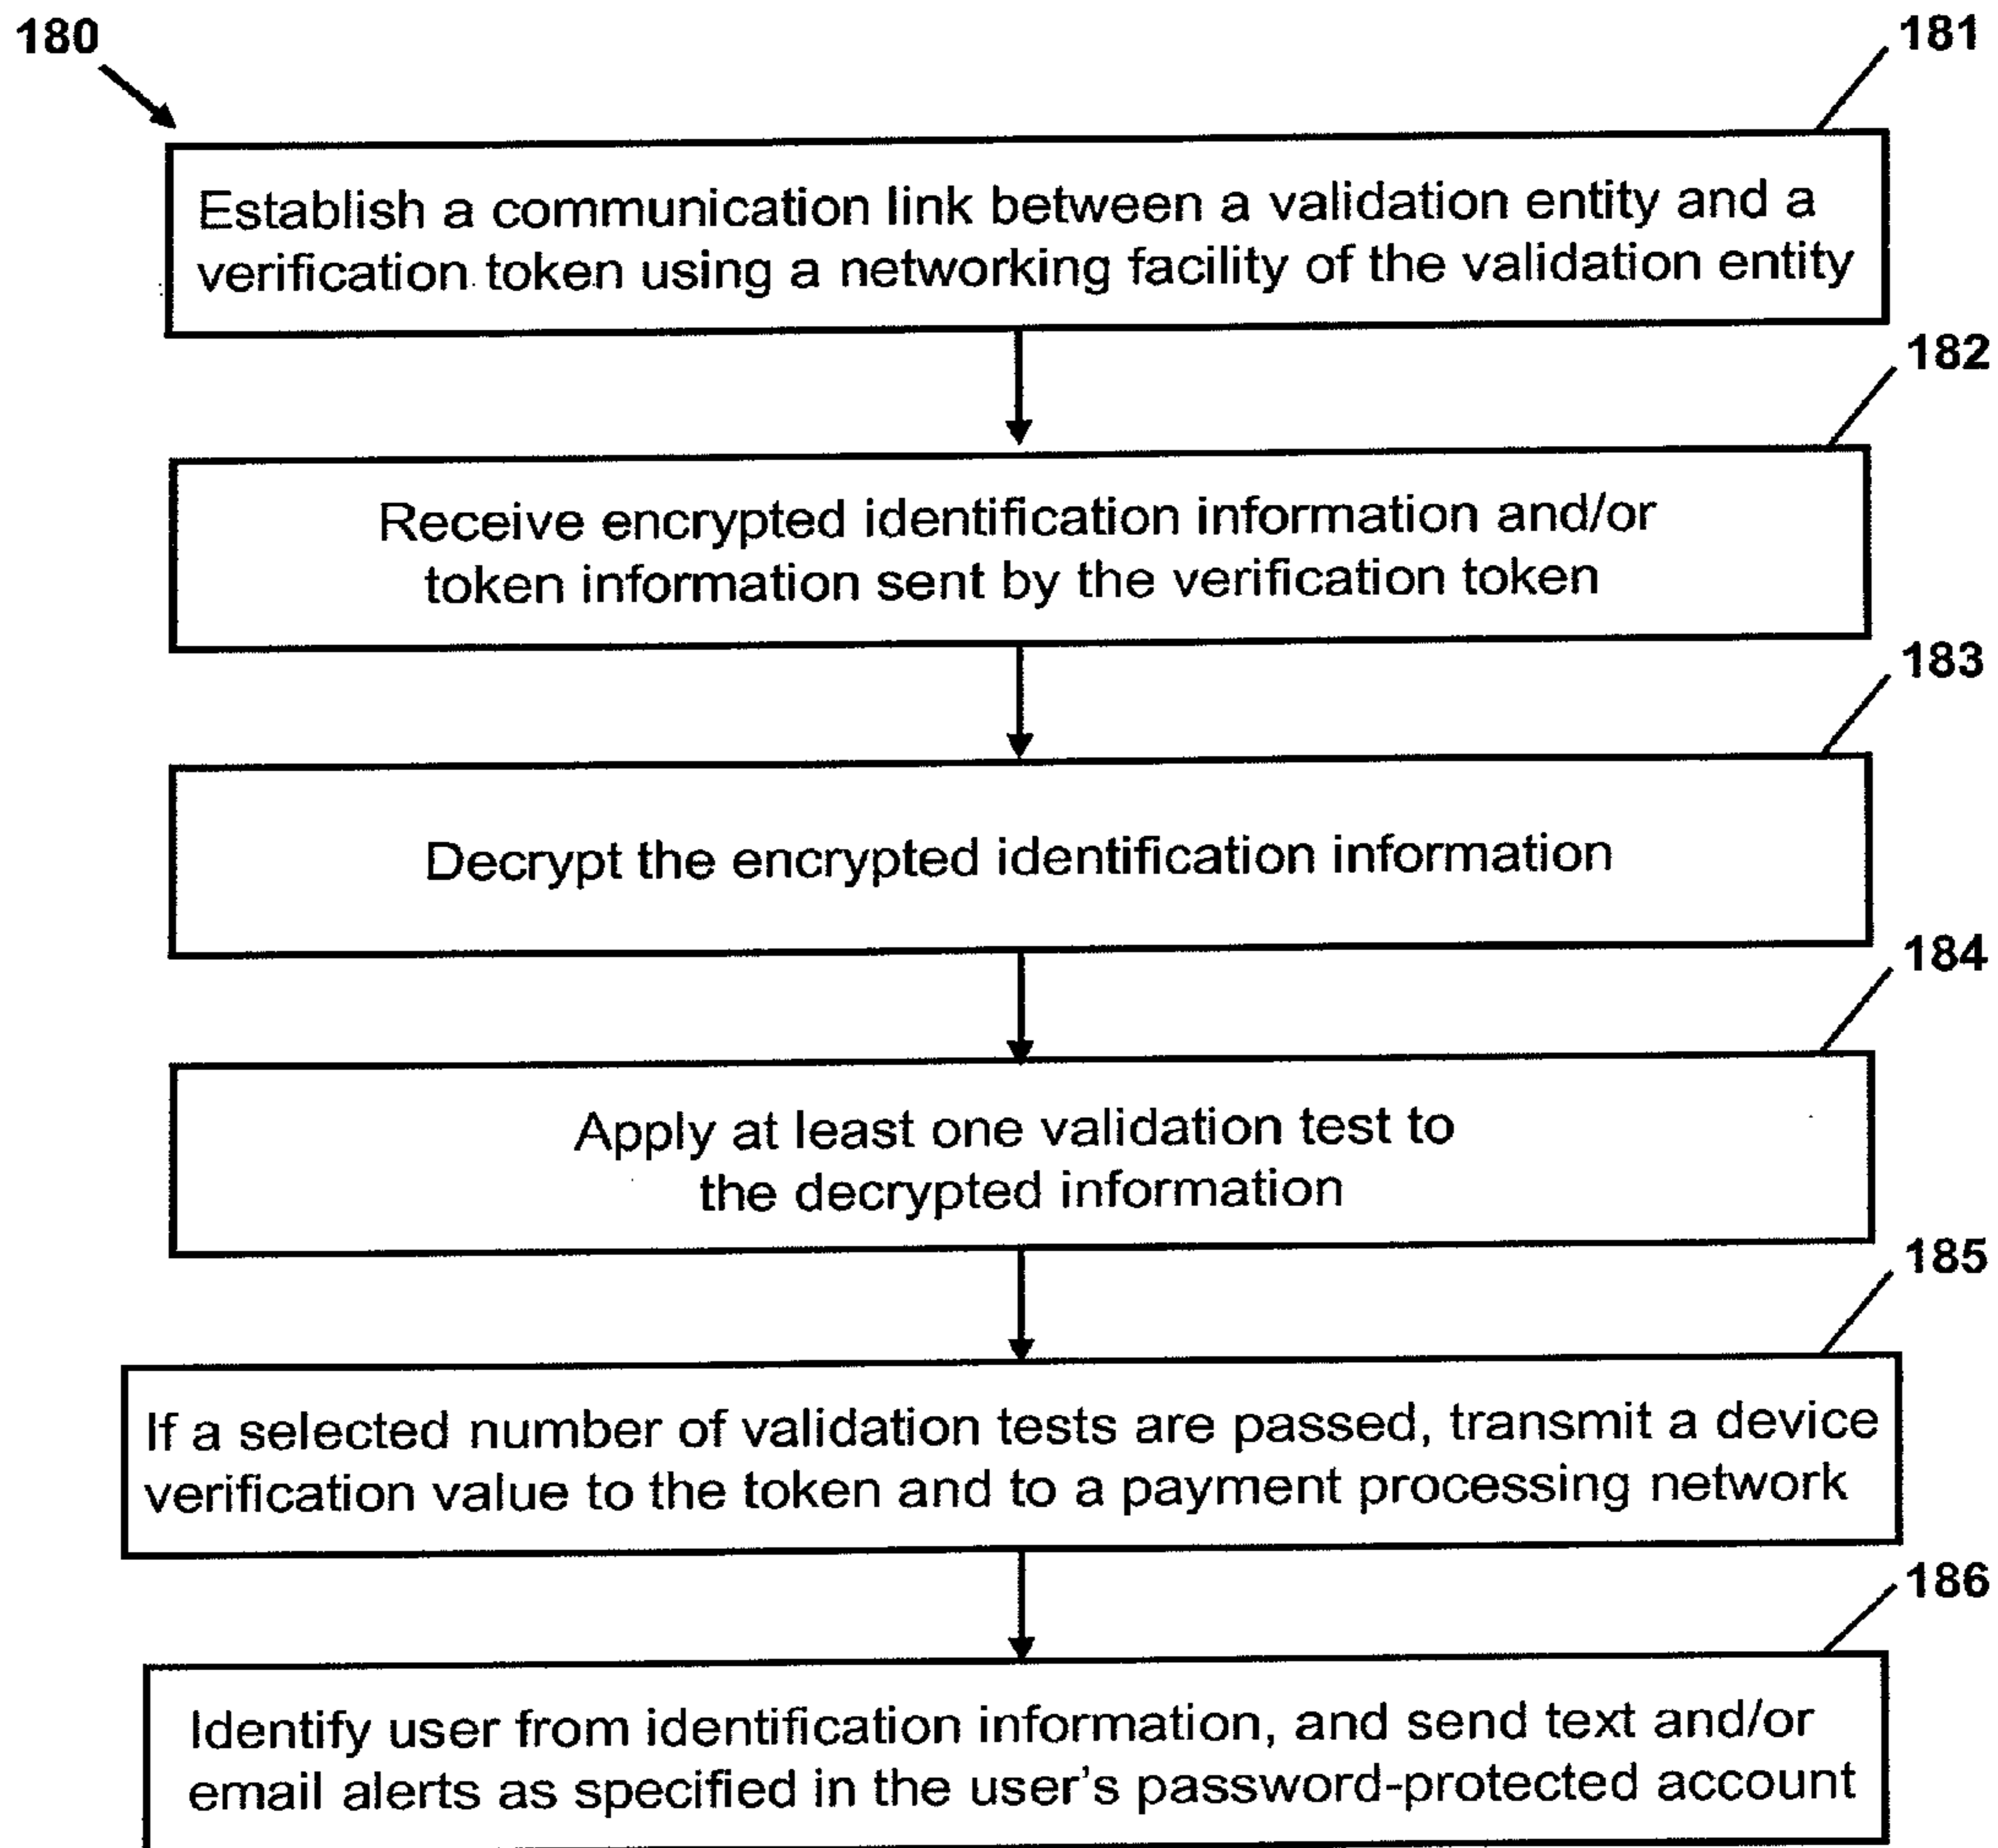 180
181
Establish a communication link between a validation entity and a
verification token using a networking facility of the validation entity
182
Receive encrypted identification information and/or
token information sent by the verification token
183
Decrypt the encrypted identification information
184
Apply at least one validation test to
the decrypted information
185
If a selected number of validation tests are passed, transmit a device
verification value to the token and to a payment processing network
186
Identify user from identification information, and send text and/or
email alerts as specified in the user's password-protected account